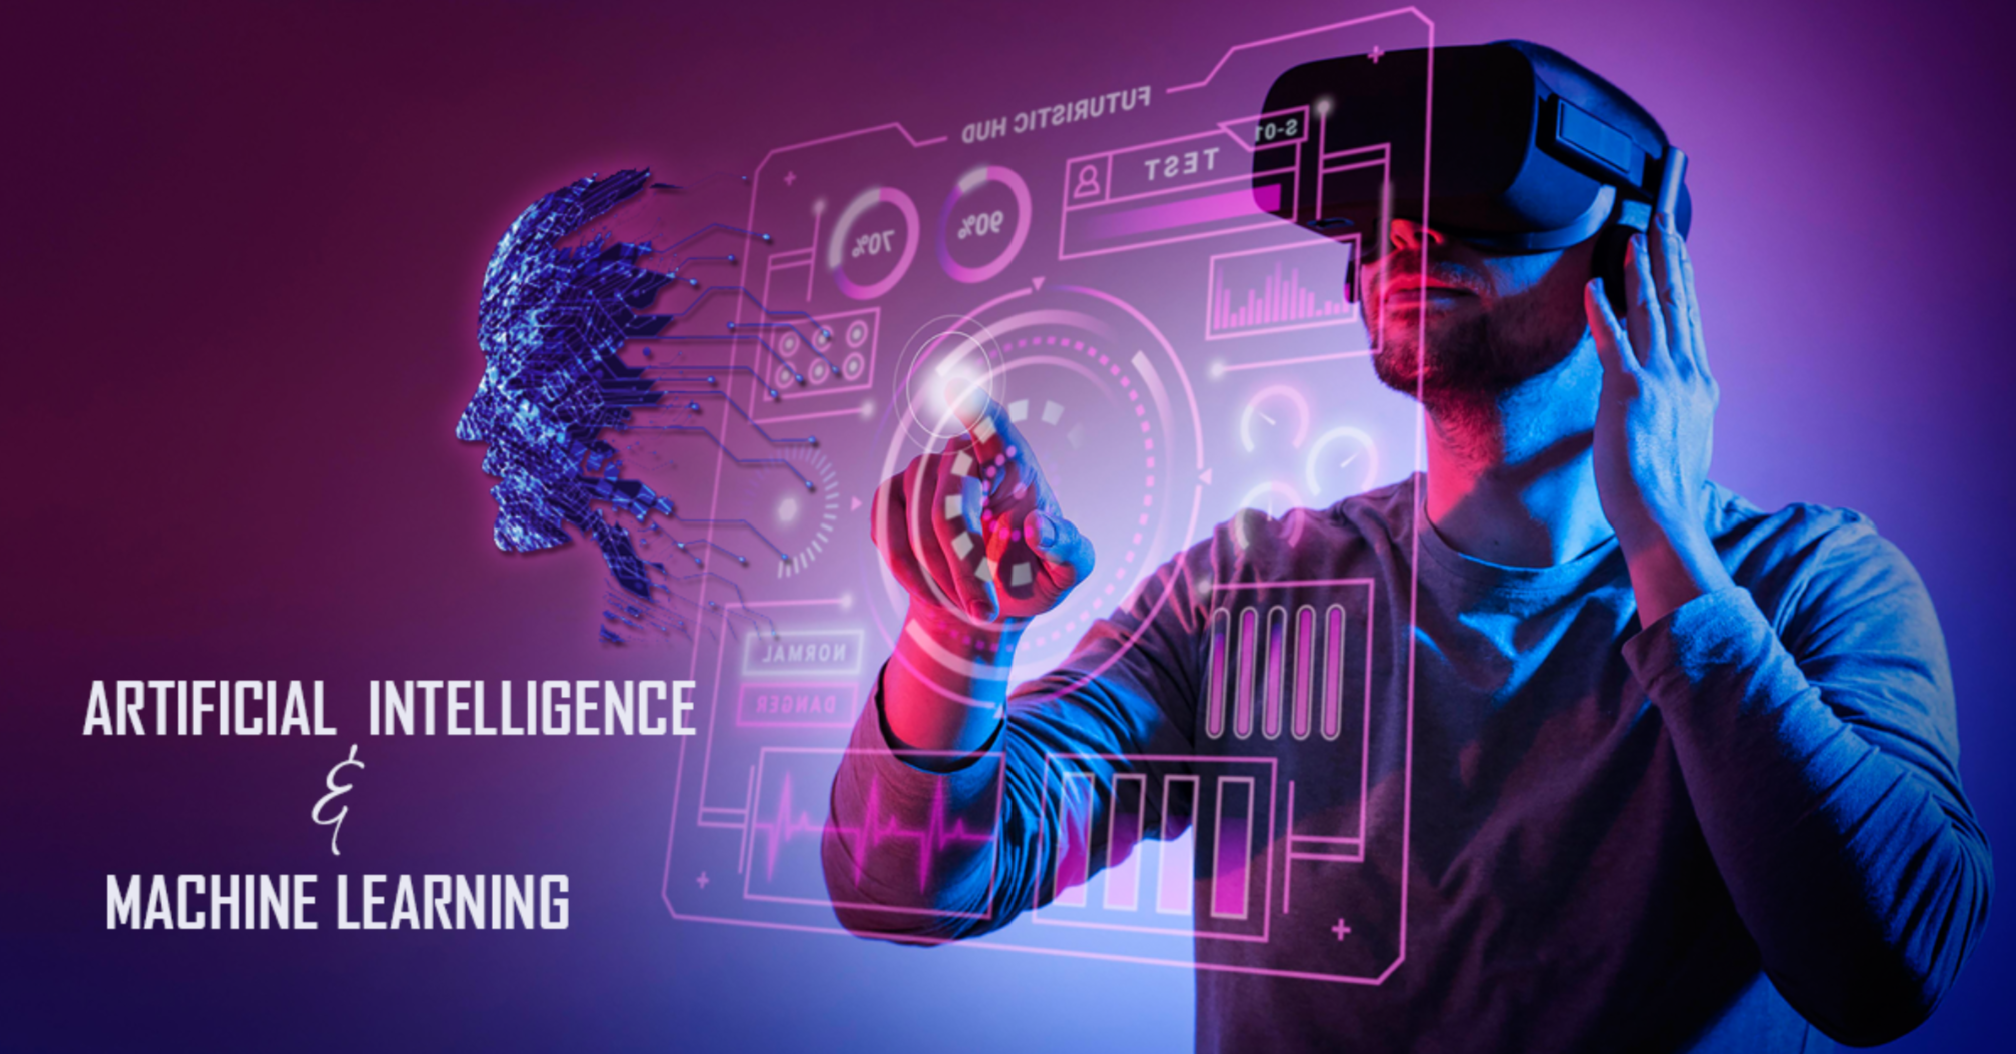 FUTURISTIC HUD
S-01
TEST
70%
90%
NORMAL
DANGER
ARTIFICIAL INTELLIGENCE
&
MACHINE LEARNING